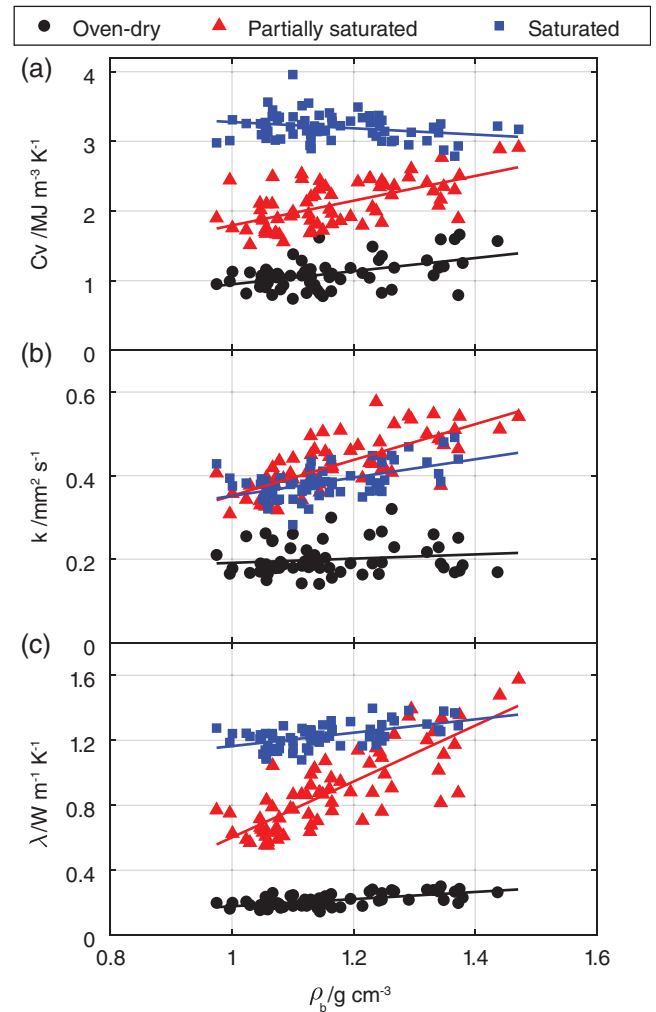 Oven-dry Partially saturated Saturated
(a)
4
3
2
1
0
Cv /MJ m⁻³ K⁻¹
(b)
0.6
0.4
0.2
0
k /mm² s⁻¹
(c)
1.6
1.2
0.8
0.4
0
λ/W m⁻¹ K⁻¹
0.8 1 1.2 1.4 1.6
ρb/g cm⁻³